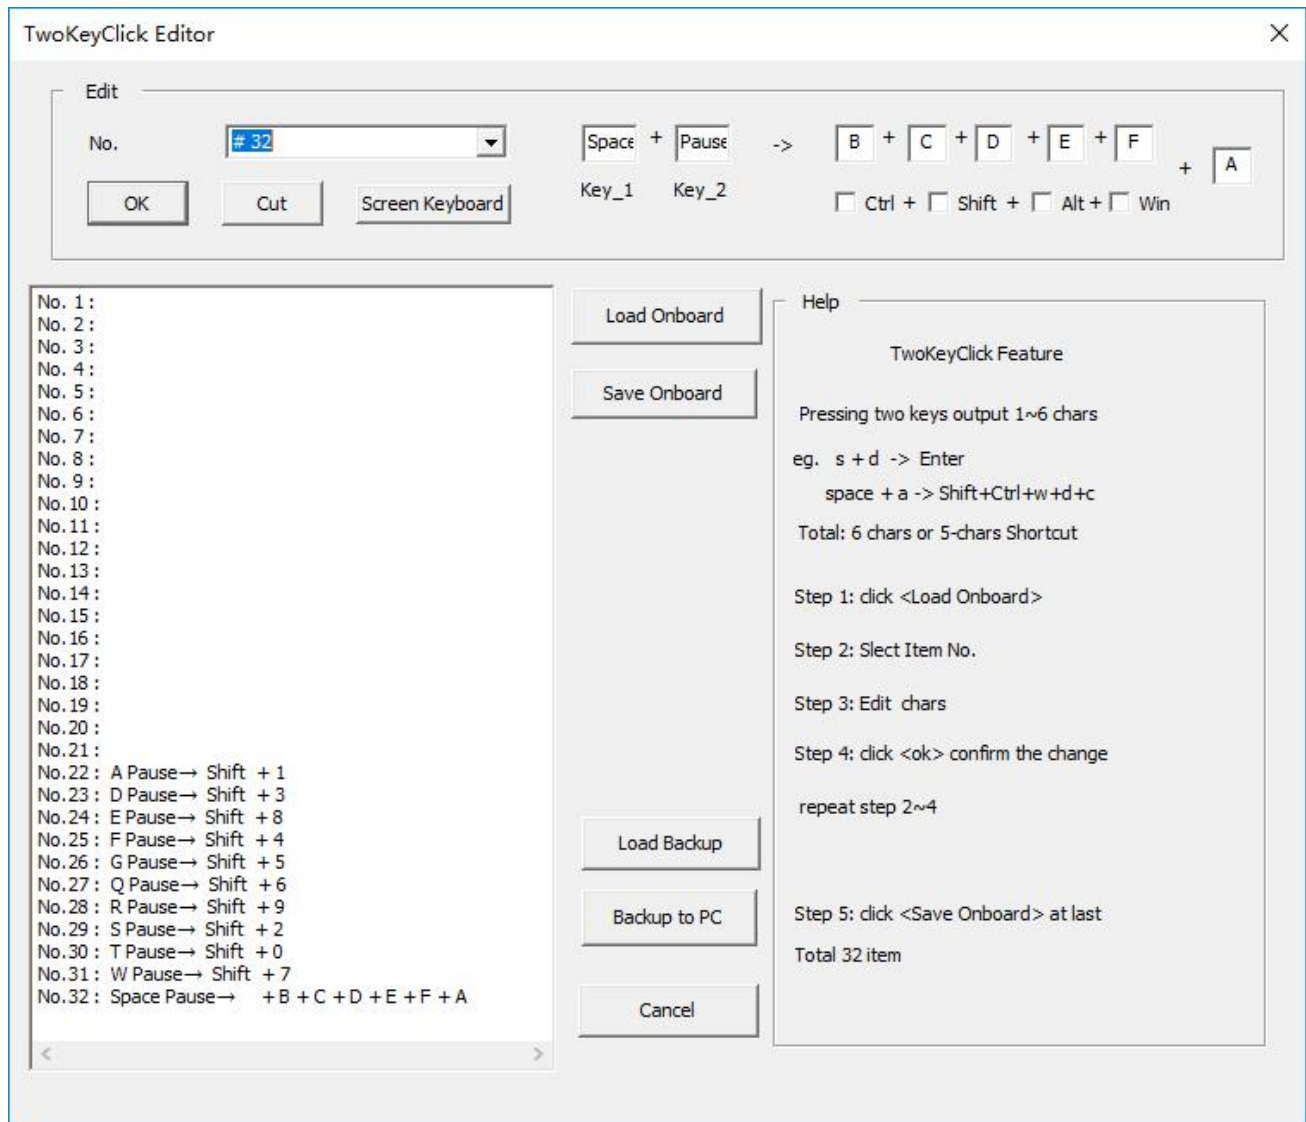 TwoKeyClick Editor
Edit
No. # 32 Space + Pause -> B + C + D + E + F + A
Key_1 Key_2 Ctrl + Shift + Alt + Win
OK Cut Screen Keyboard
No. 1 :
No. 2 :
No. 3 :
No. 4 :
No. 5 :
No. 6 :
No. 7 :
No. 8 :
No. 9 :
No.10 :
No.11 :
No.12 :
No.13 :
No.14 :
No.15 :
No.16 :
No.17 :
No.18 :
No.19 :
No.20 :
No.21 :
No.22 : A Pause→ Shift + 1
No.23 : D Pause→ Shift + 3
No.24 : E Pause→ Shift + 8
No.25 : F Pause→ Shift + 4
No.26 : G Pause→ Shift + 5
No.27 : Q Pause→ Shift + 6
No.28 : R Pause→ Shift + 9
No.29 : S Pause→ Shift + 2
No.30 : T Pause→ Shift + 0
No.31 : W Pause→ Shift + 7
No.32 : Space Pause→ + B + C + D + E + F + A
Load Onboard
Save Onboard
Load Backup
Backup to PC
Cancel
Help
TwoKeyClick Feature
Pressing two keys output 1~6 chars
eg. s + d -> Enter
space + a -> Shift+Ctrl+w+d+c
Total: 6 chars or 5-chars Shortcut
Step 1: click <Load Onboard>
Step 2: Slect Item No.
Step 3: Edit chars
Step 4: click <ok> confirm the change
repeat step 2~4
Step 5: click <Save Onboard> at last
Total 32 item